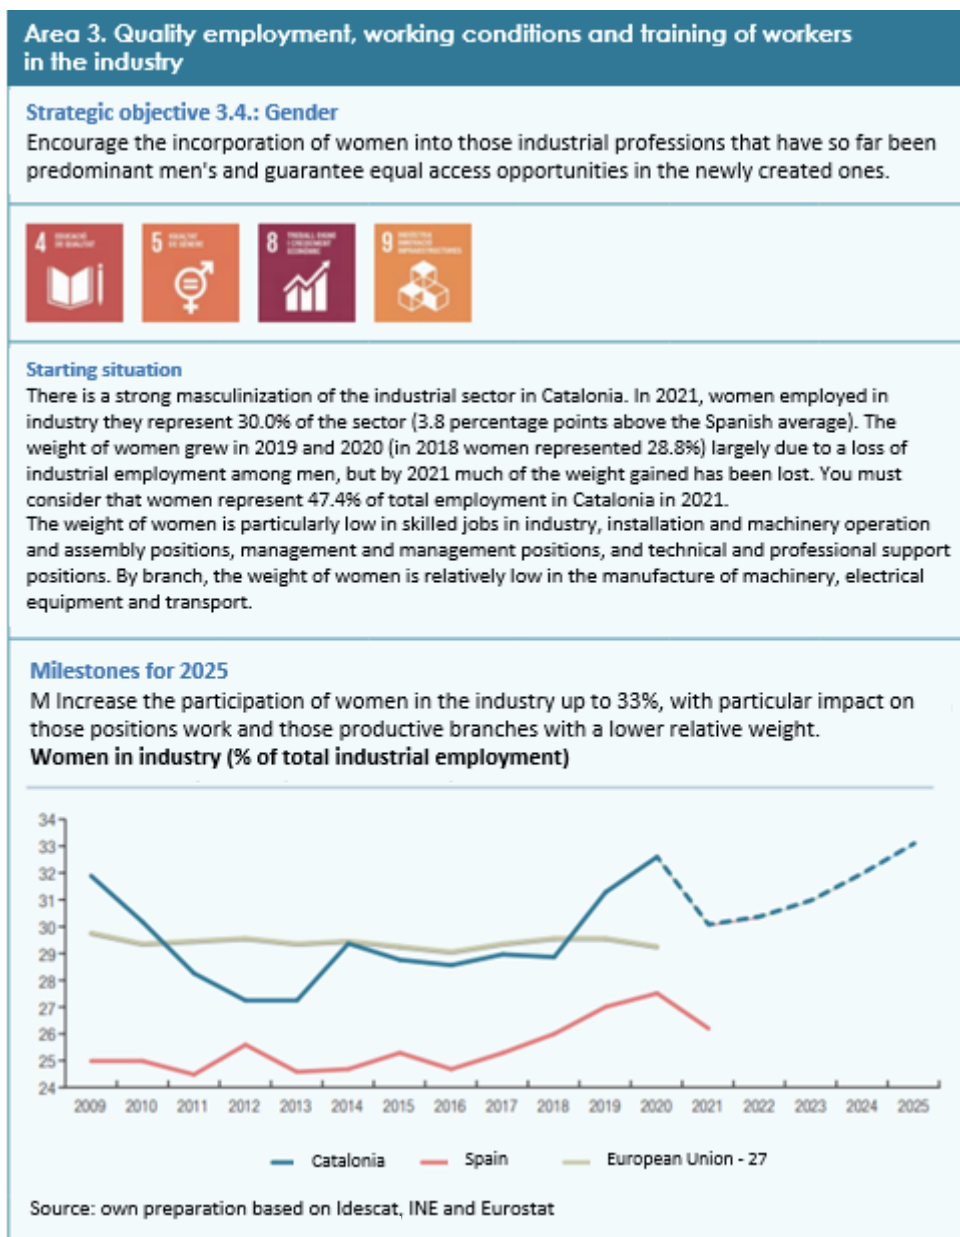 Area 3. Quality employment, working conditions and training of workers
in the industry
Strategic objective 3.4.: Gender
Encourage the incorporation of women into those industrial professions that have so far been
predominant men's and guarantee equal access opportunities in the newly created ones.
4 EDUCACIÓ
DE QUALITAT
5 IGUALTAT
DE GÈNERE
8 TREBALL DIGNE
I CREIXEMENT
ECONÒMIC
9 INDÚSTRIA
INNOVACIÓ
INFRAESTRUCTURES
Starting situation
There is a strong masculinization of the industrial sector in Catalonia. In 2021, women employed in
industry they represent 30.0% of the sector (3.8 percentage points above the Spanish average). The
weight of women grew in 2019 and 2020 (in 2018 women represented 28.8%) largely due to a loss of
industrial employment among men, but by 2021 much of the weight gained has been lost. You must
consider that women represent 47.4% of total employment in Catalonia in 2021.
The weight of women is particularly low in skilled jobs in industry, installation and machinery operation
and assembly positions, management and management positions, and technical and professional support
positions. By branch, the weight of women is relatively low in the manufacture of machinery, electrical
equipment and transport.
Milestones for 2025
M Increase the participation of women in the industry up to 33%, with particular impact on
those positions work and those productive branches with a lower relative weight.
Women in industry (% of total industrial employment)
34
33
32
31
30
29
28
27
26
25
24
2009 2010 2011 2012 2013 2014 2015 2016 2017 2018 2019 2020 2021 2022 2023 2024 2025
Catalonia Spain European Union - 27
Source: own preparation based on Idescat, INE and Eurostat